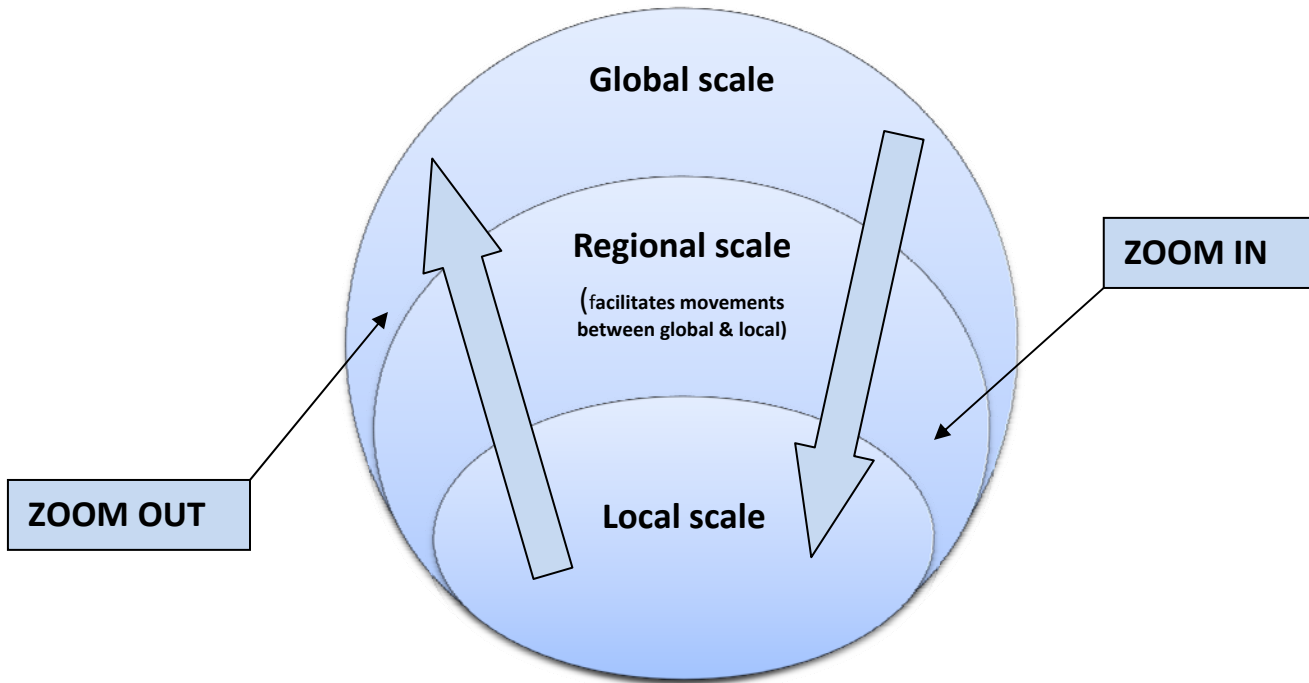 Global scale
Regional scale
(facilitates movements
between global & local)
ZOOM IN
ZOOM OUT
Local scale